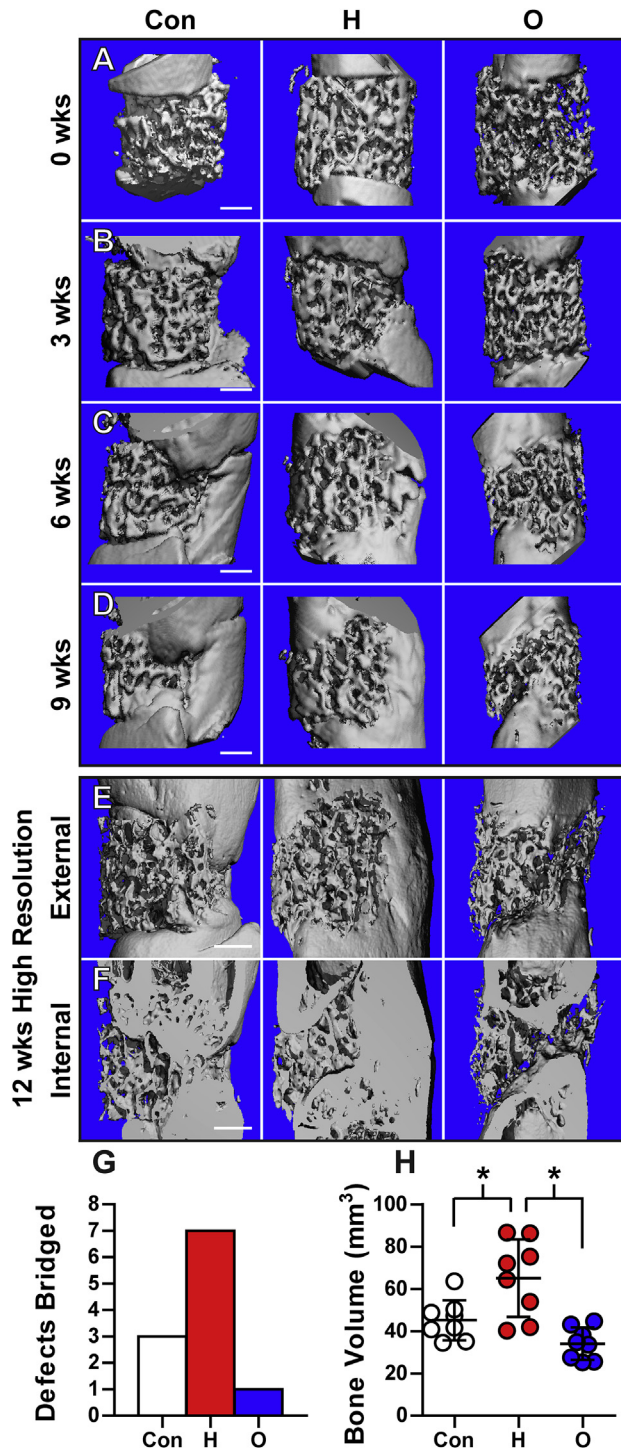 Con H O
A
0 wks
B
3 wks
C
6 wks
D
9 wks
12 wks High Resolution
E
External
F
Internal
G
Defects Bridged
8
7
6
5
4
3
2
1
0
Con H O
H
Bone Volume (mm³)
* *
100
80
60
40
20
0
Con H O